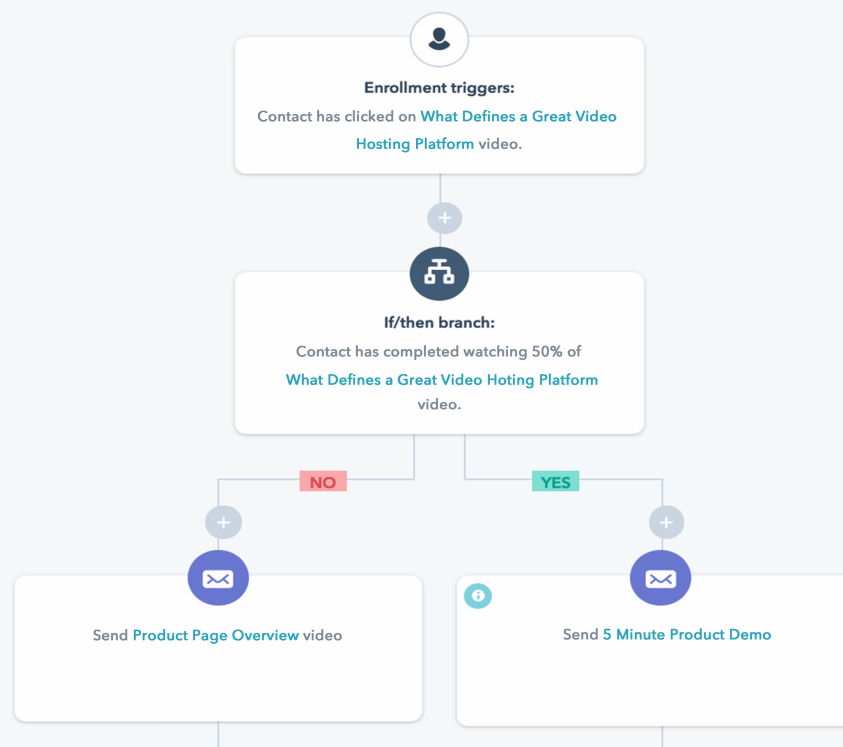 Enrollment triggers:
Contact has clicked on What Defines a Great Video
Hosting Platform video.
If/then branch:
Contact has completed watching 50% of
What Defines a Great Video Hoting Platform
video.
NO
YES
Send Product Page Overview video
Send 5 Minute Product Demo